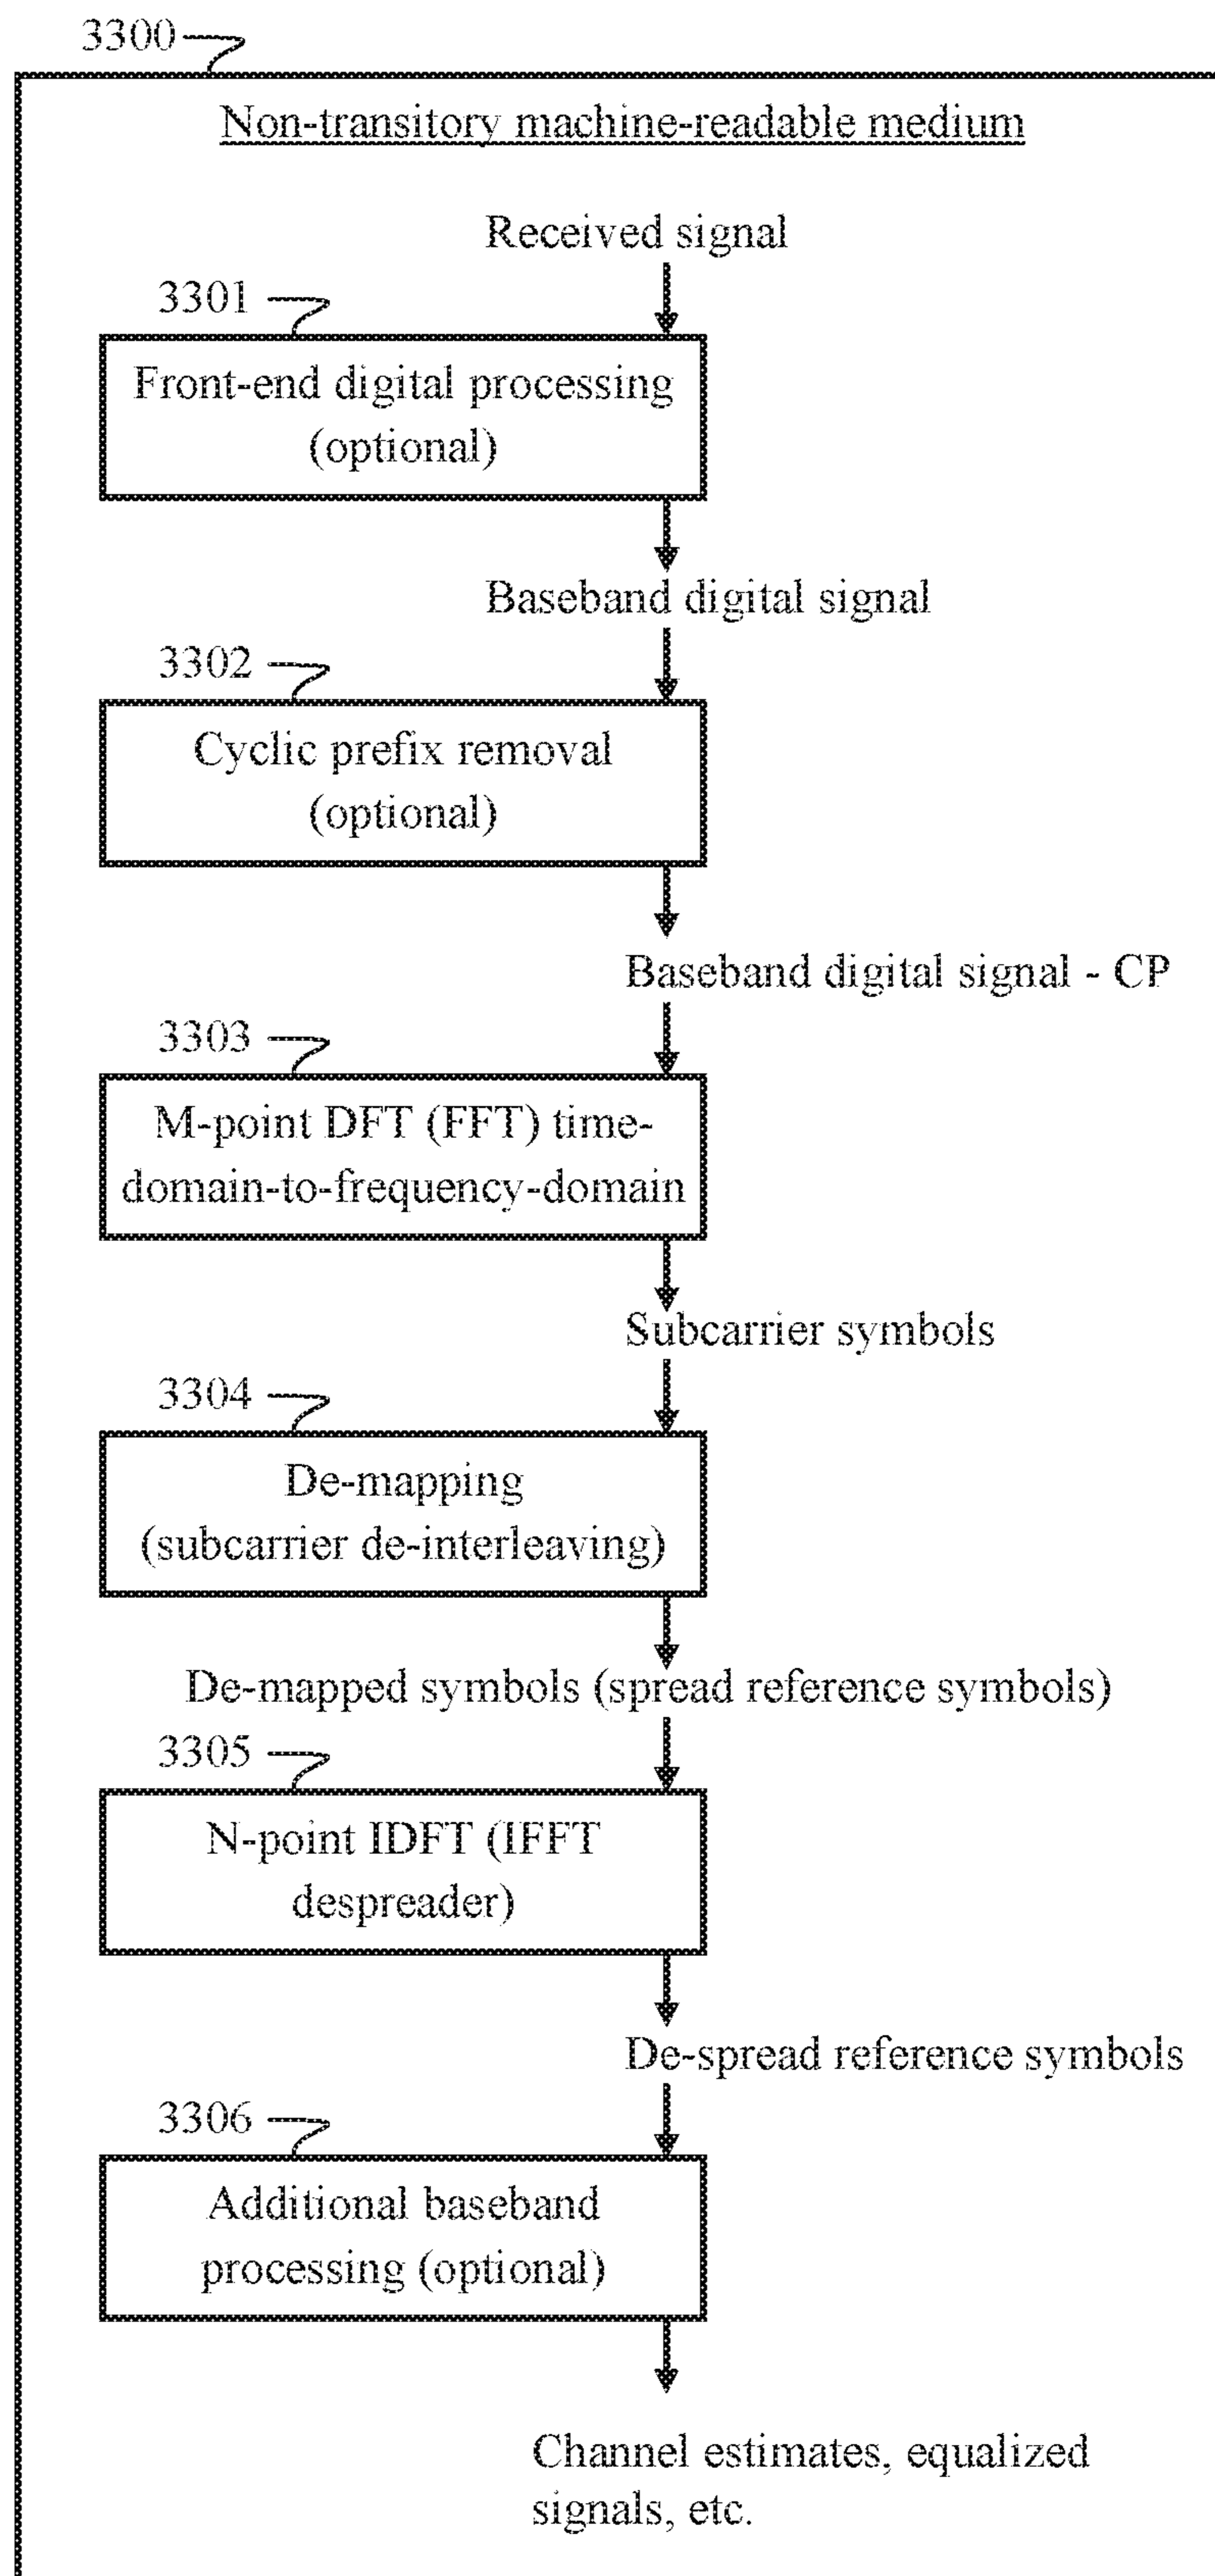 3300
Non-transitory machine-readable medium
Received signal
3301
Front-end digital processing
(optional)
Baseband digital signal
3302
Cyclic prefix removal
(optional)
Baseband digital signal - CP
3303
M-point DFT (FFT) time-
domain-to-frequency-domain
Subcarrier symbols
3304
De-mapping
(subcarrier de-interleaving)
De-mapped symbols (spread reference symbols)
3305
N-point IDFT (IFFT
despreader)
De-spread reference symbols
3306
Additional baseband
processing (optional)
Channel estimates, equalized
signals, etc.